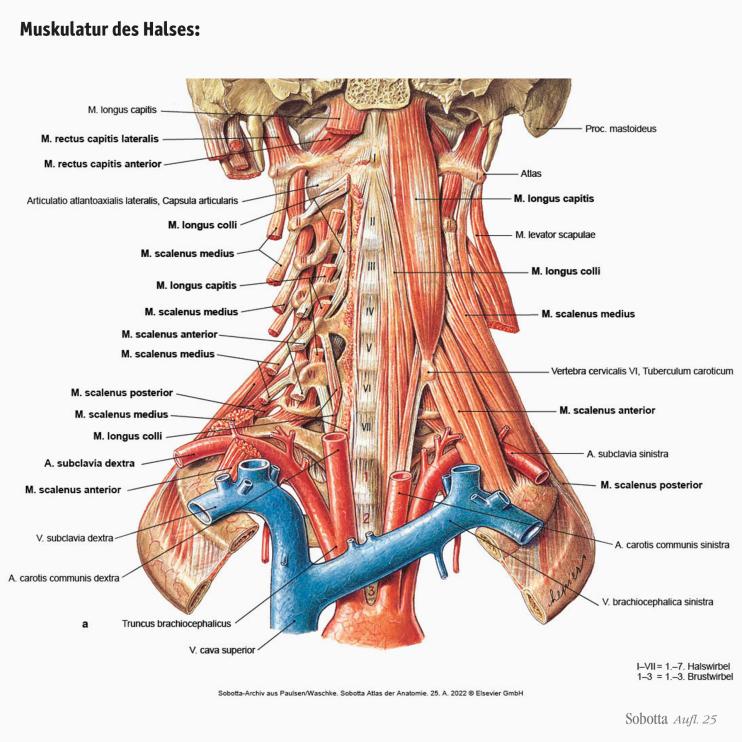 Muskulatur des Halses:
M. longus capitis
M. rectus capitis lateralis
M. rectus capitis anterior
Articulatio atlantoaxialis lateralis, Capsula articularis
M. longus colli
M. scalenus medius
M. longus capitis
M. scalenus medius
M. scalenus anterior
M. scalenus medius
M. scalenus posterior
M. scalenus medius
M. longus colli
A. subclavia dextra
M. scalenus anterior
V. subclavia dextra
A. carotis communis dextra
Truncus brachiocephalicus
V. cava superior
a
I
II
III
IV
V
VI
VI
VII
2
3
Proc. mastoideus
Atlas
M. longus capitis
M. levator scapulae
M. longus colli
M. scalenus medius
Vertebra cervicalis VI, Tuberculum caroticum
M. scalenus anterior
A. subclavia sinistra
M. scalenus posterior
A. carotis communis sinistra
V. brachiocephalica sinistra
I–VII = 1.–7. Halswirbel
1–3 = 1.–3. Brustwirbel
Sobotta-Archiv aus Paulsen/Waschke. Sobotta Atlas der Anatomie. 25. A. 2022 © Elsevier GmbH
Sobotta Aufl. 25